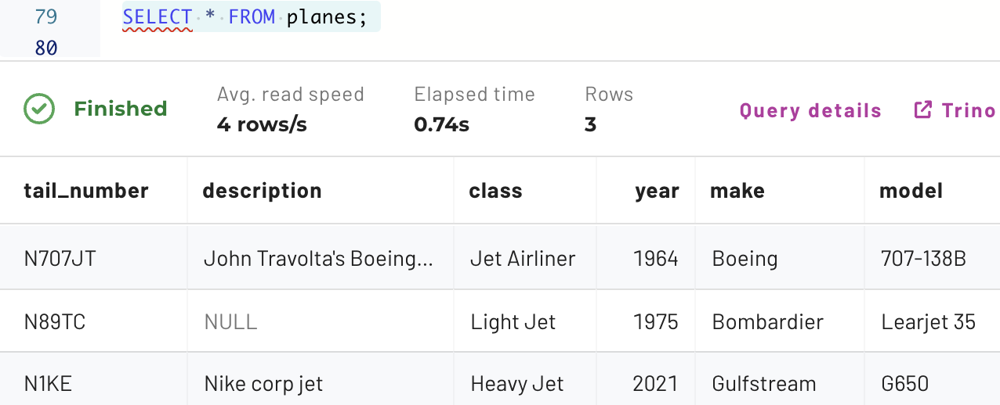 79 SELECT * FROM planes;
80
Finished
Avg. read speed
4 rows/s
Elapsed time
0.74s
Rows
3
Query details
Trino
tail_number description class year make model
N707JT John Travolta's Boeing... Jet Airliner 1964 Boeing 707-138B
N89TC NULL Light Jet 1975 Bombardier Learjet 35
N1KE Nike corp jet Heavy Jet 2021 Gulfstream G650